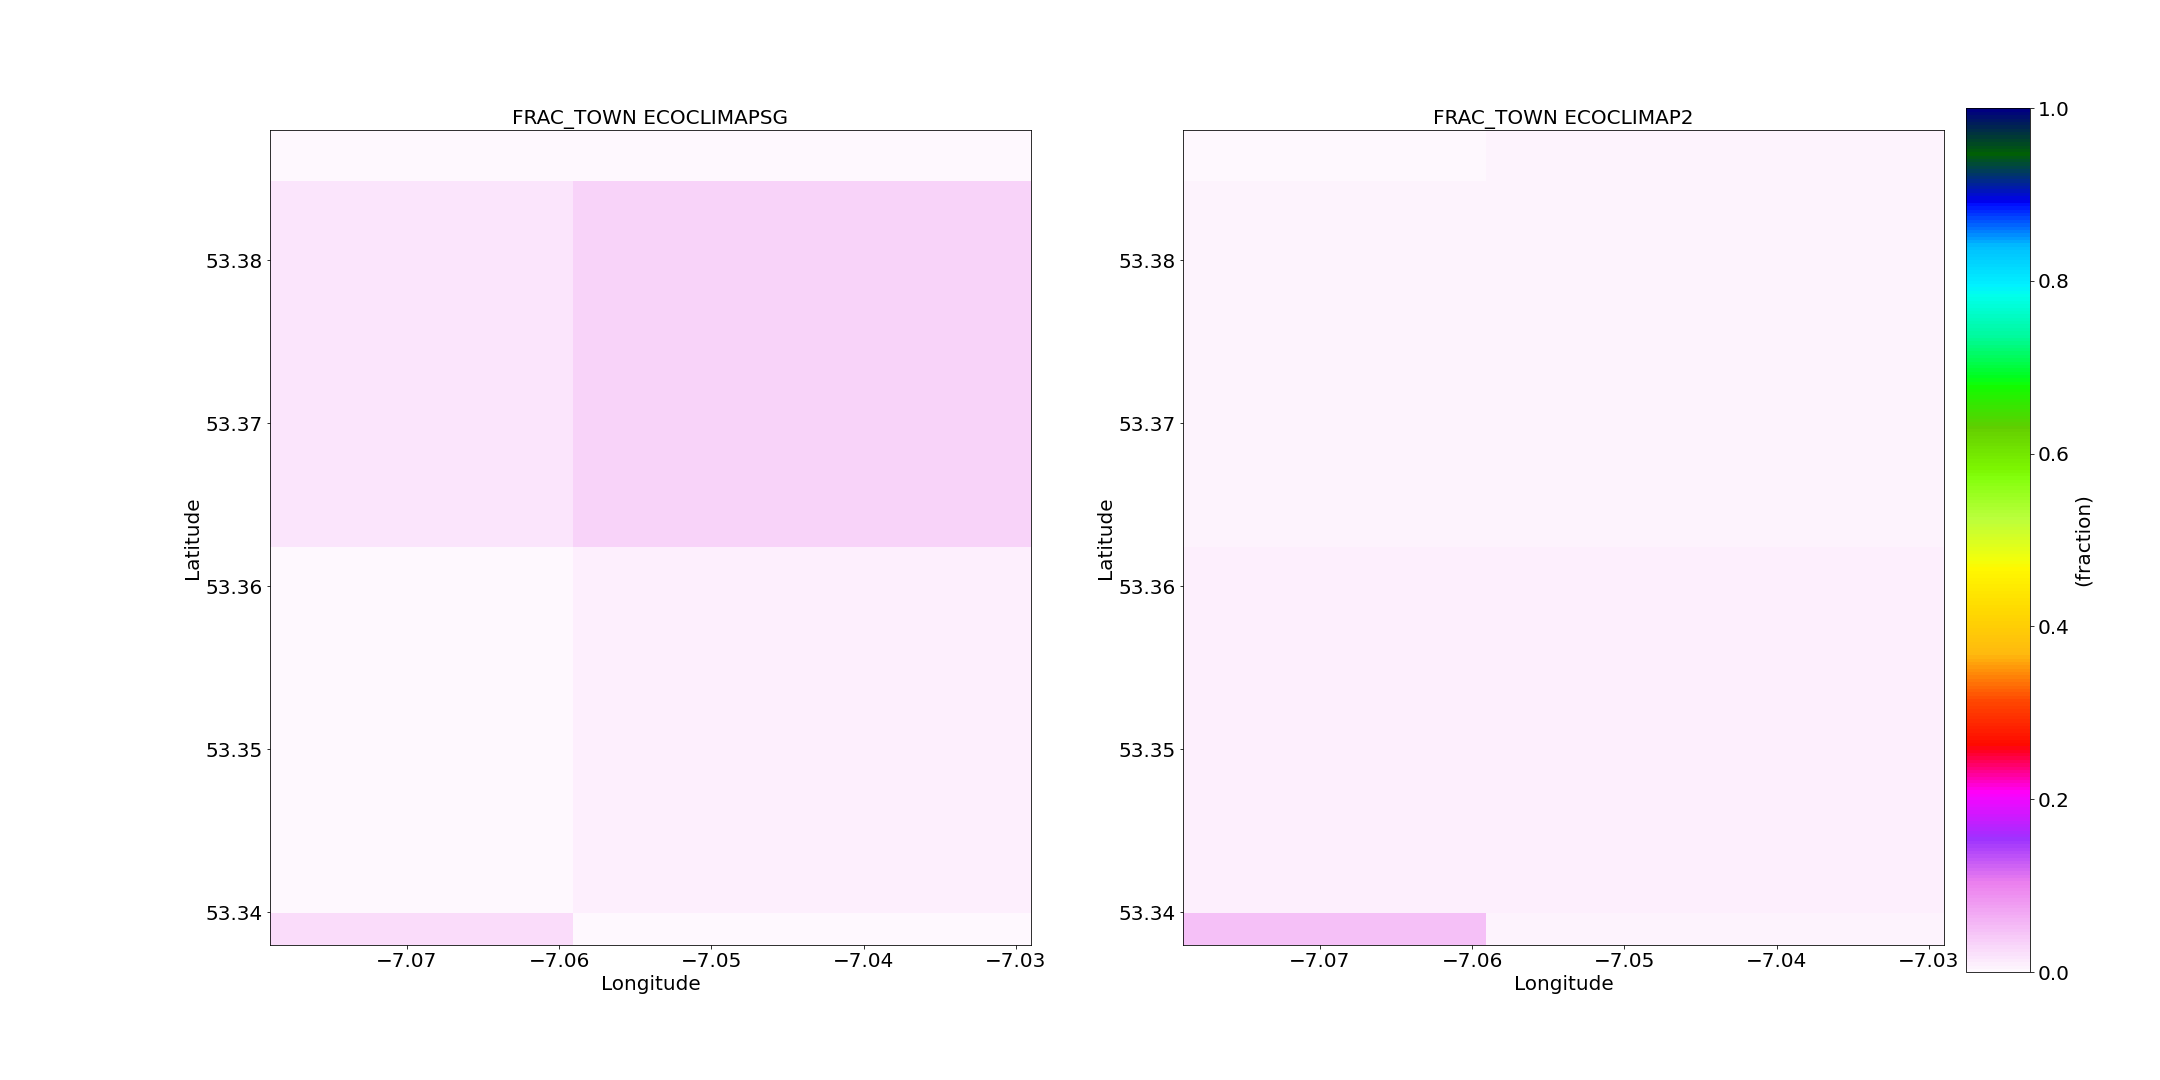 FRAC_TOWN ECOCLIMAPSG
53.38
53.37
53.36
53.35
53.34
Latitude
−7.07 −7.06 −7.05 −7.04 −7.03
Longitude
FRAC_TOWN ECOCLIMAP2
53.38
53.37
53.36
53.35
53.34
Latitude
−7.07 −7.06 −7.05 −7.04 −7.03
Longitude
1.0
0.8
0.6
0.4
0.2
0.0
(fraction)